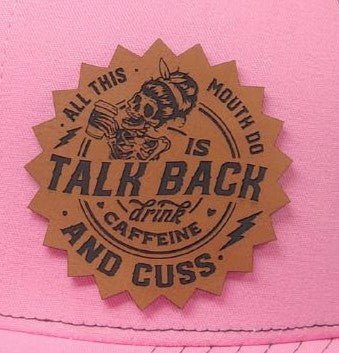 ALL THIS
MOUTH DO
IS
TALK BACK
drink
CAFFEINE
AND CUSS